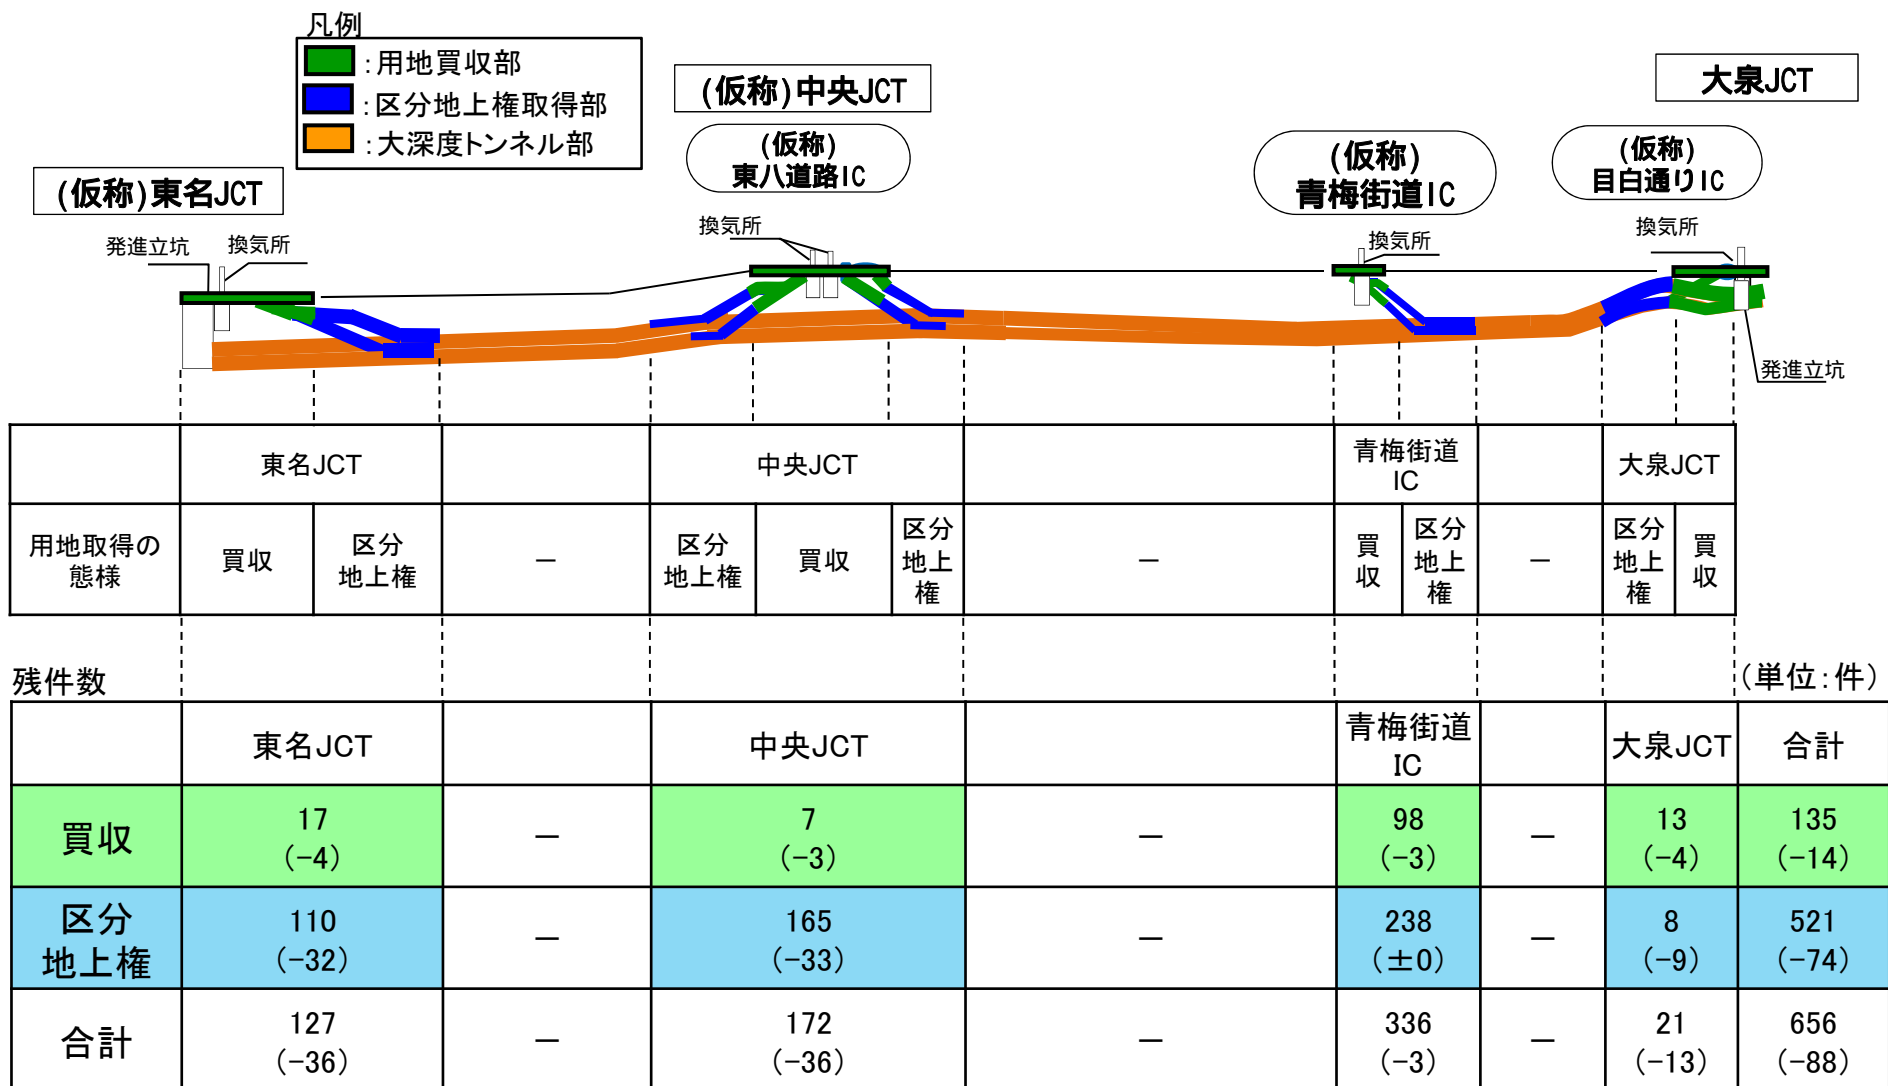 凡例
：用地買収部
：区分地上権取得部
：大深度トンネル部
(仮称)東名JCT
(仮称)中央JCT
(仮称)
東八道路IC
(仮称)
青梅街道IC
大泉JCT
(仮称)
目白通りIC
発進立坑
換気所
換気所
換気所
換気所
発進立坑
東名JCT
中央JCT
青梅街道
IC
大泉JCT
用地取得の
態様
買収
区分
地上権
－
区分
地上権
買収
区分
地上
権
－
買
収
区分
地上
権
－
区分
地上
権
買
収
残件数
（単位：件）
東名JCT
中央JCT
青梅街道
IC
大泉JCT
合計
買収
17
(-4)
－
7
(-3)
－
98
(-3)
－
13
(-4)
135
(-14)
区分
地上権
110
(-32)
－
165
(-33)
－
238
(±0)
－
8
(-9)
521
(-74)
合計
127
(-36)
－
172
(-36)
－
336
(-3)
－
21
(-13)
656
(-88)